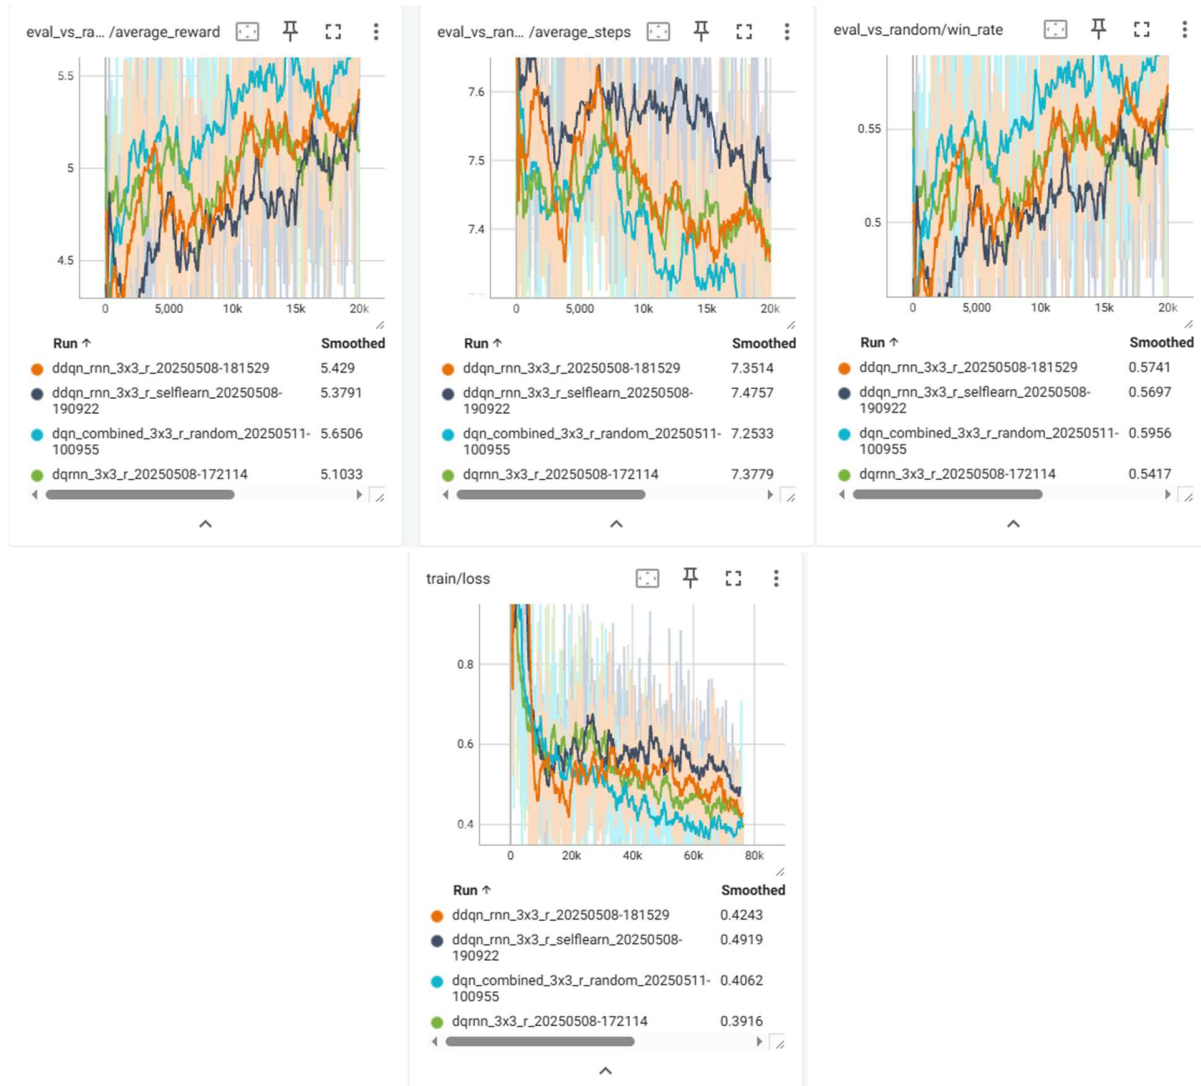 eval_vs_ra... /average_reward
5.5
5
4.5
0 5,000 10k 15k 20k
Run ↑ Smoothed
ddqn_rnn_3x3_r_20250508-181529 5.429
ddqn_rnn_3x3_r_selflearn_20250508- 5.3791
190922
dqn_combined_3x3_r_random_20250511- 5.6506
100955
dqrnn_3x3_r_20250508-172114 5.1033
eval_vs_ran... /average_steps
7.6
7.5
7.4
0 5,000 10k 15k 20k
Run ↑ Smoothed
ddqn_rnn_3x3_r_20250508-181529 7.3514
ddqn_rnn_3x3_r_selflearn_20250508- 7.4757
190922
dqn_combined_3x3_r_random_20250511- 7.2533
100955
dqrnn_3x3_r_20250508-172114 7.3779
eval_vs_random/win_rate
0.55
0.5
0 5,000 10k 15k 20k
Run ↑ Smoothed
ddqn_rnn_3x3_r_20250508-181529 0.5741
ddqn_rnn_3x3_r_selflearn_20250508- 0.5697
190922
dqn_combined_3x3_r_random_20250511- 0.5956
100955
dqrnn_3x3_r_20250508-172114 0.5417
train/loss
0.8
0.6
0.4
0 20k 40k 60k 80k
Run ↑ Smoothed
ddqn_rnn_3x3_r_20250508-181529 0.4243
ddqn_rnn_3x3_r_selflearn_20250508- 0.4919
190922
dqn_combined_3x3_r_random_20250511- 0.4062
100955
dqrnn_3x3_r_20250508-172114 0.3916